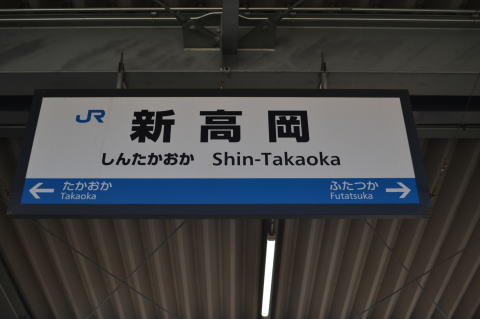 JR 新高岡
しんたかおか Shin-Takaoka
← たかおか ふたつか →
Takaoka Futatsuka